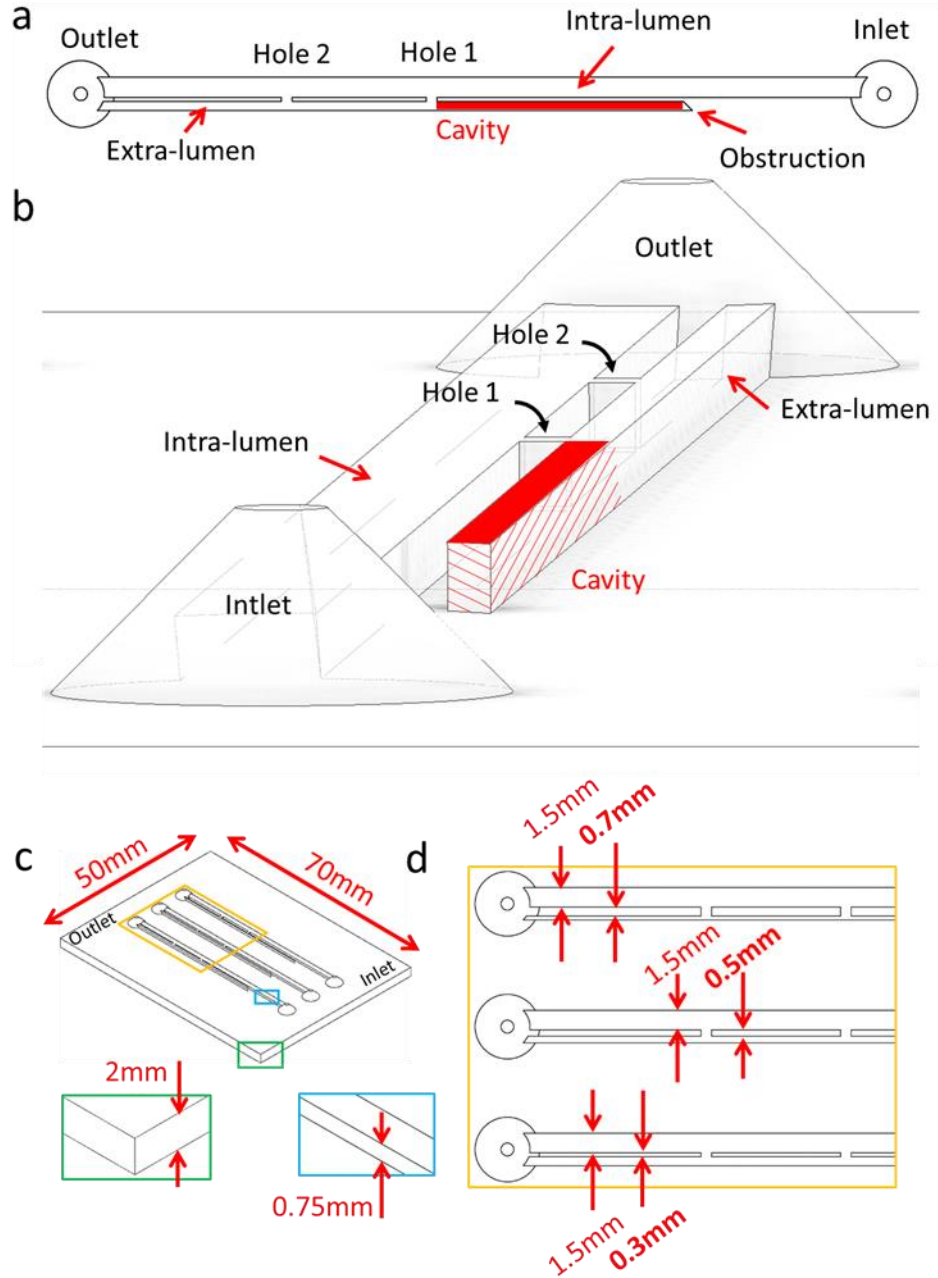 a
Outlet
Hole 2
Hole 1
Intra-lumen
Inlet
Extra-lumen
Cavity
Obstruction
b
Outlet
Hole 2
Hole 1
Extra-lumen
Intra-lumen
Cavity
Intlet
c
50mm
70mm
Outlet
Inlet
2mm
0.75mm
d
1.5mm
0.7mm
1.5mm
0.5mm
1.5mm
0.3mm